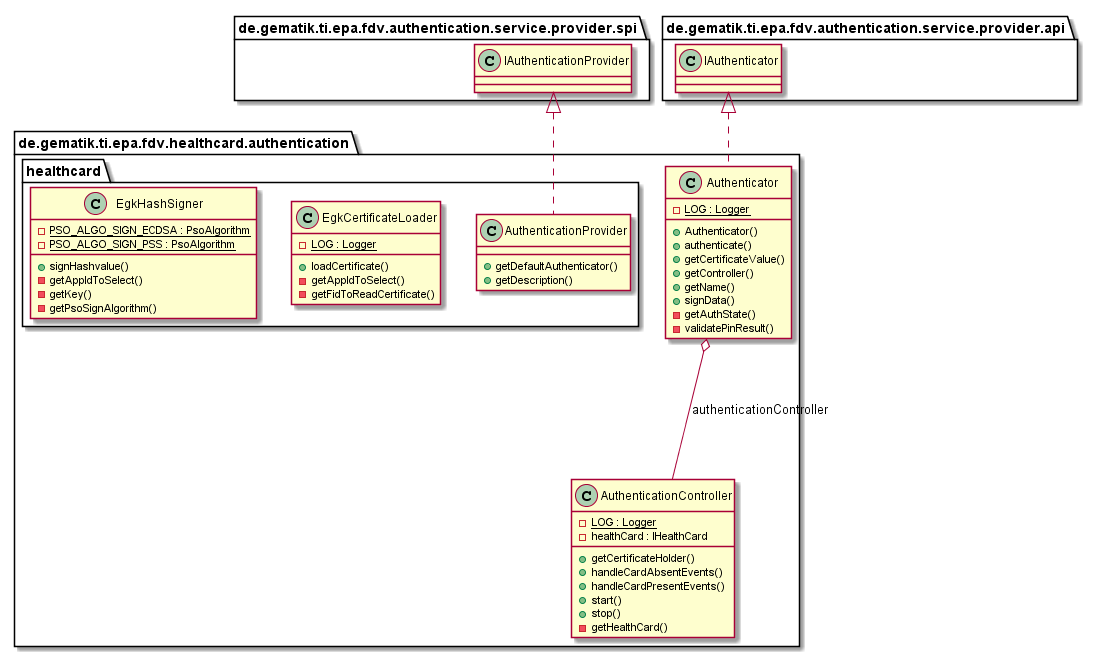 de.gematik.ti.epa.fdv.authentication.service.provider.spi
C IAuthenticationProvider
de.gematik.ti.epa.fdv.authentication.service.provider.api
C IAuthenticator
de.gematik.ti.epa.fdv.healthcard.authentication
healthcard
C EgkHashSigner
PSO_ALGO_SIGN_ECDSA : PsoAlgorithm
PSO_ALGO_SIGN_PSS : PsoAlgorithm
signHashvalue()
getAppIdToSelect()
getKey()
getPsoSignAlgorithm()
C EgkCertificateLoader
LOG : Logger
loadCertificate()
getAppIdToSelect()
getFidToReadCertificate()
C AuthenticationProvider
getDefaultAuthenticator()
getDescription()
C Authenticator
LOG : Logger
Authenticator()
authenticate()
getCertificateValue()
getController()
getName()
signData()
getAuthState()
validatePinResult()
authenticationController
C AuthenticationController
LOG : Logger
healthCard : IHealthCard
getCertificateHolder()
handleCardAbsentEvents()
handleCardPresentEvents()
start()
stop()
getHealthCard()